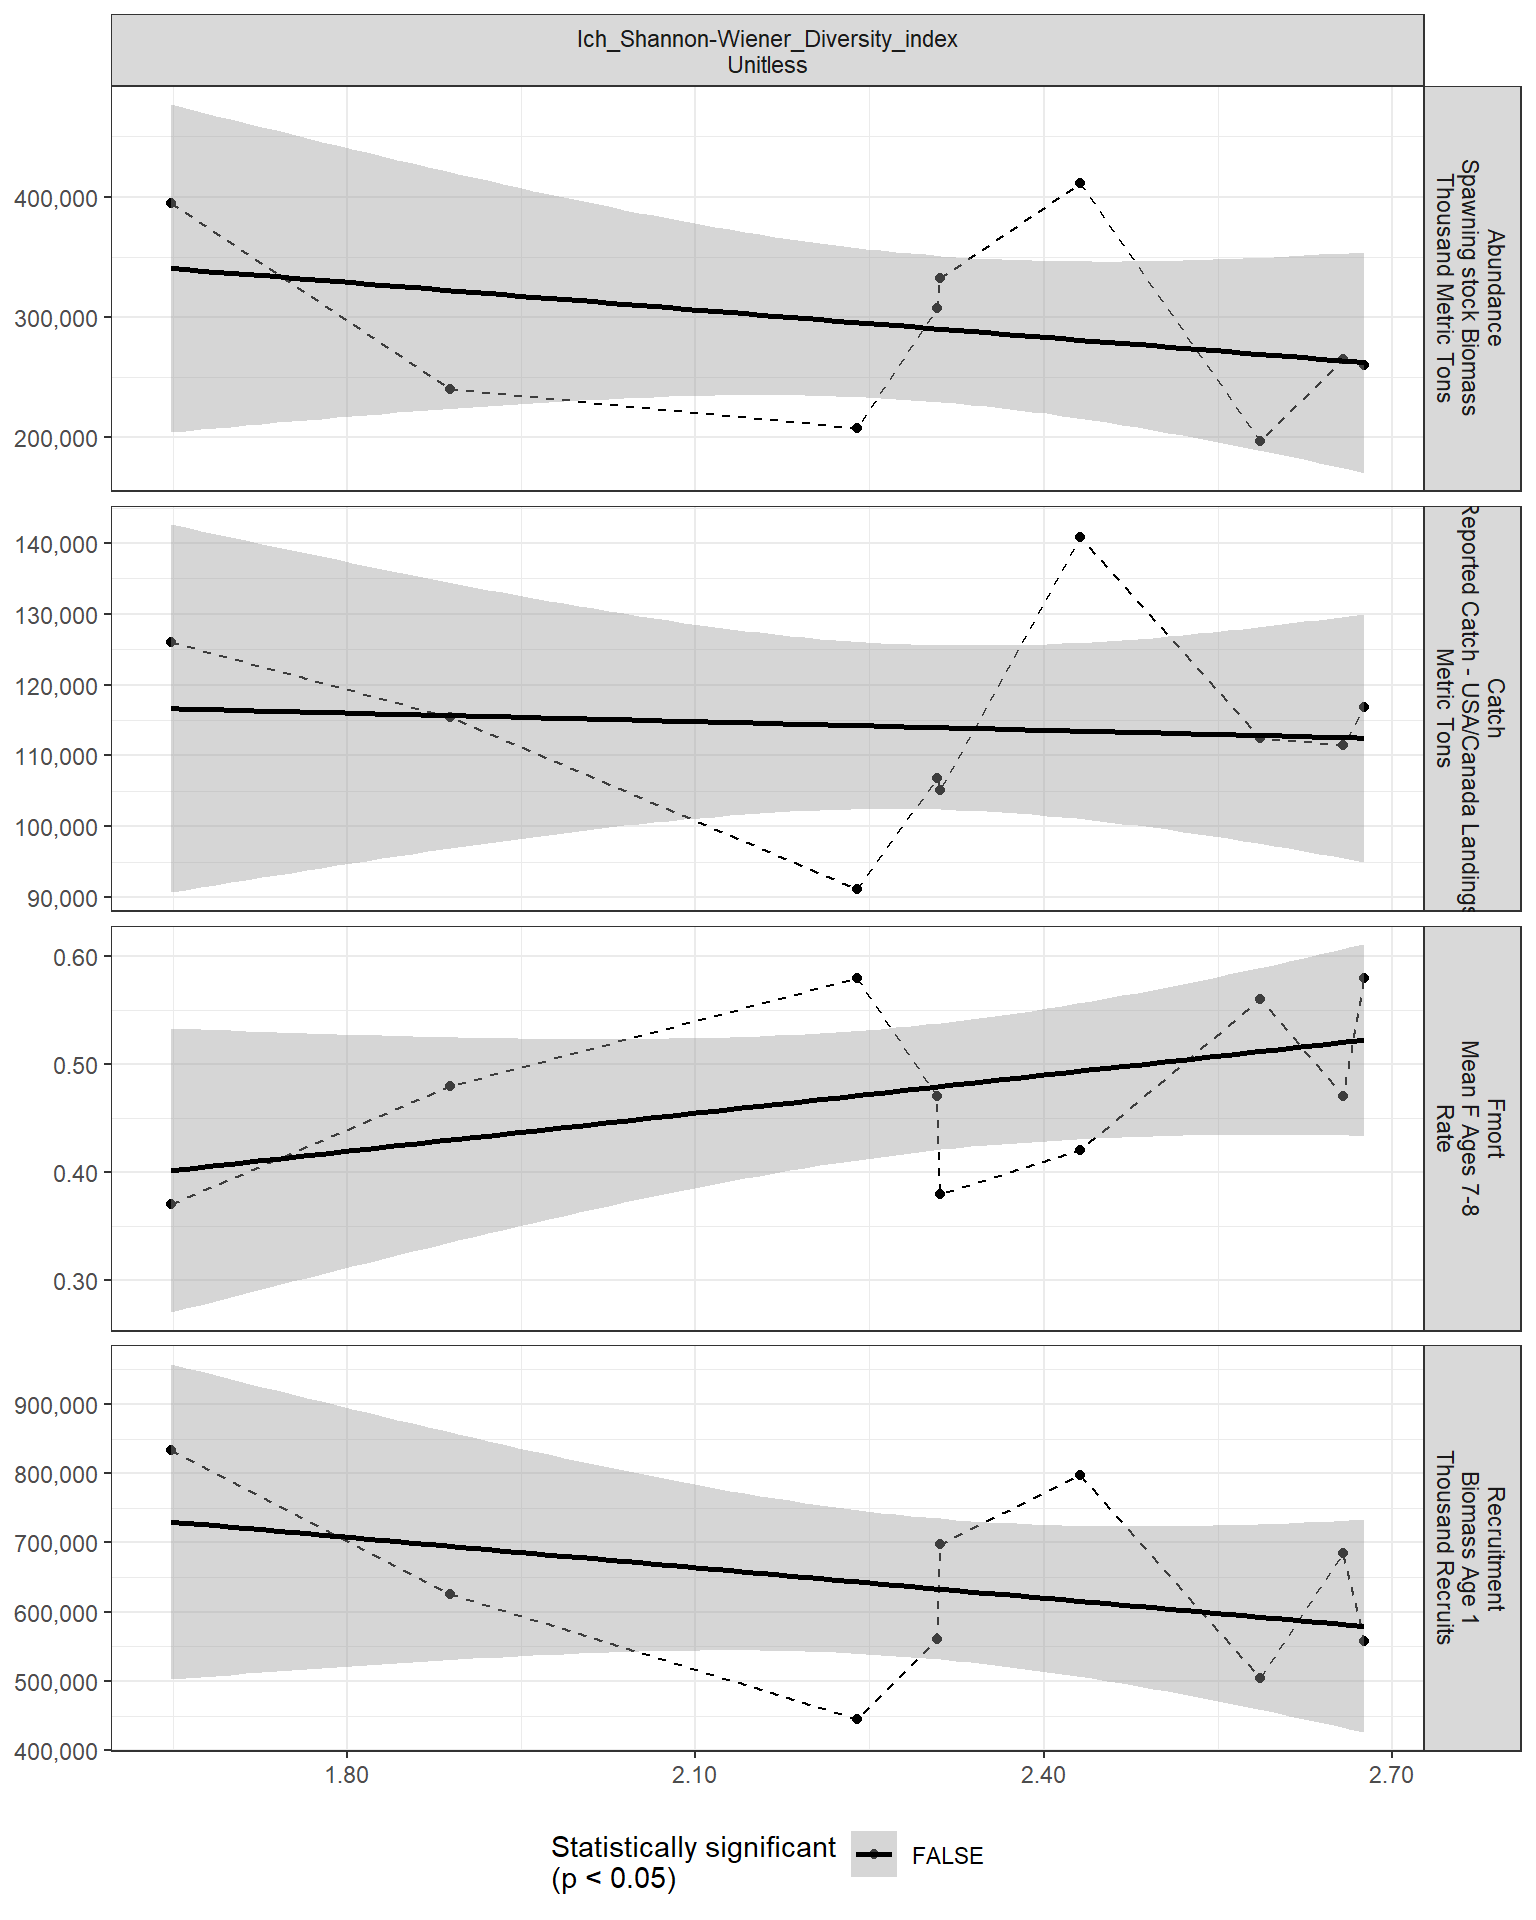 Ich_Shannon-Wiener_Diversity_index
Unitless
400,000
300,000
200,000
Abundance
Spawning stock Biomass
Thousand Metric Tons
140,000
130,000
120,000
110,000
100,000
90,000
Catch
Reported Catch - USA/Canada Landings
Metric Tons
0.60
0.50
0.40
0.30
Fmort
Mean F Ages 7-8
Rate
900,000
800,000
700,000
600,000
500,000
400,000
Recruitment
Biomass Age 1
Thousand Recruits
1.80
2.10
2.40
2.70
Statistically significant
(p < 0.05)
FALSE